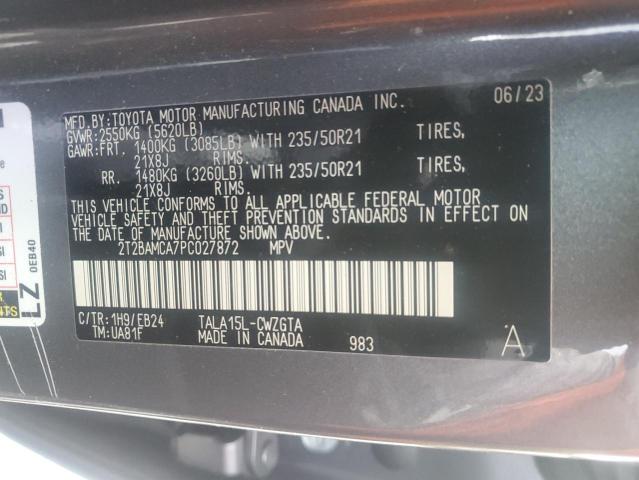 MFD.BY:TOYOTA MOTOR MANUFACTURING CANADA INC. 06/23
GVWR:2550KG (5620LB)
GAWR:FRT. 1400KG (3085LB) WITH 235/50R21 TIRES,
21X8J RIMS.
RR. 1480KG (3260LB) WITH 235/50R21 TIRES,
21X8J RIMS.
THIS VEHICLE CONFORMS TO ALL APPLICABLE FEDERAL MOTOR
VEHICLE SAFETY AND THEFT PREVENTION STANDARDS IN EFFECT ON
THE DATE OF MANUFACTURE SHOWN ABOVE.
2T2BAMCA7PC027872 MPV
C/TR:1H9/EB24 TALA15L-CWZGTA
TM:UA81F MADE IN CANADA 983 A
LZ 0EB40